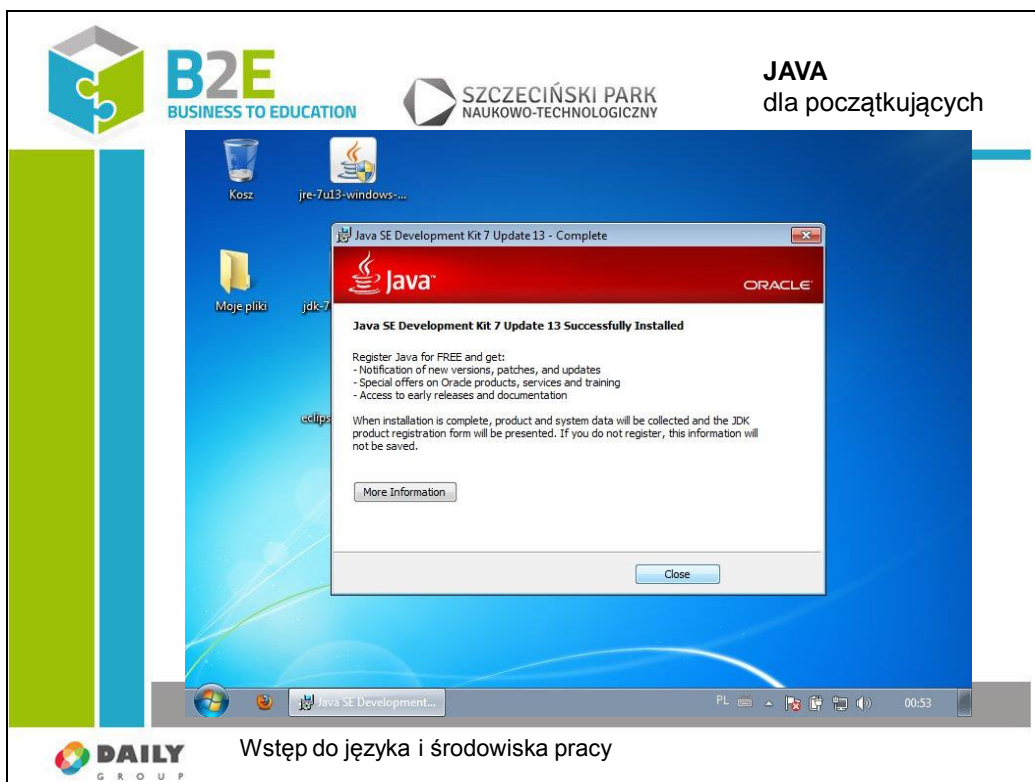 B2E
BUSINESS TO EDUCATION
SZCZECIŃSKI PARK
NAUKOWO-TECHNOLOGICZNY
JAVA
dla początkujących
Kosz
jre-7u13-windows-...
Moje pliki
jdk-7
eclips
Java SE Development Kit 7 Update 13 - Complete
Java™
ORACLE
Java SE Development Kit 7 Update 13 Successfully Installed
Register Java for FREE and get:
- Notification of new versions, patches, and updates
- Special offers on Oracle products, services and training
- Access to early releases and documentation
When installation is complete, product and system data will be collected and the JDK
product registration form will be presented. If you do not register, this information will
not be saved.
More Information
Close
Java SE Development...
PL
00:53
DAILY
GROUP
Wstęp do języka i środowiska pracy